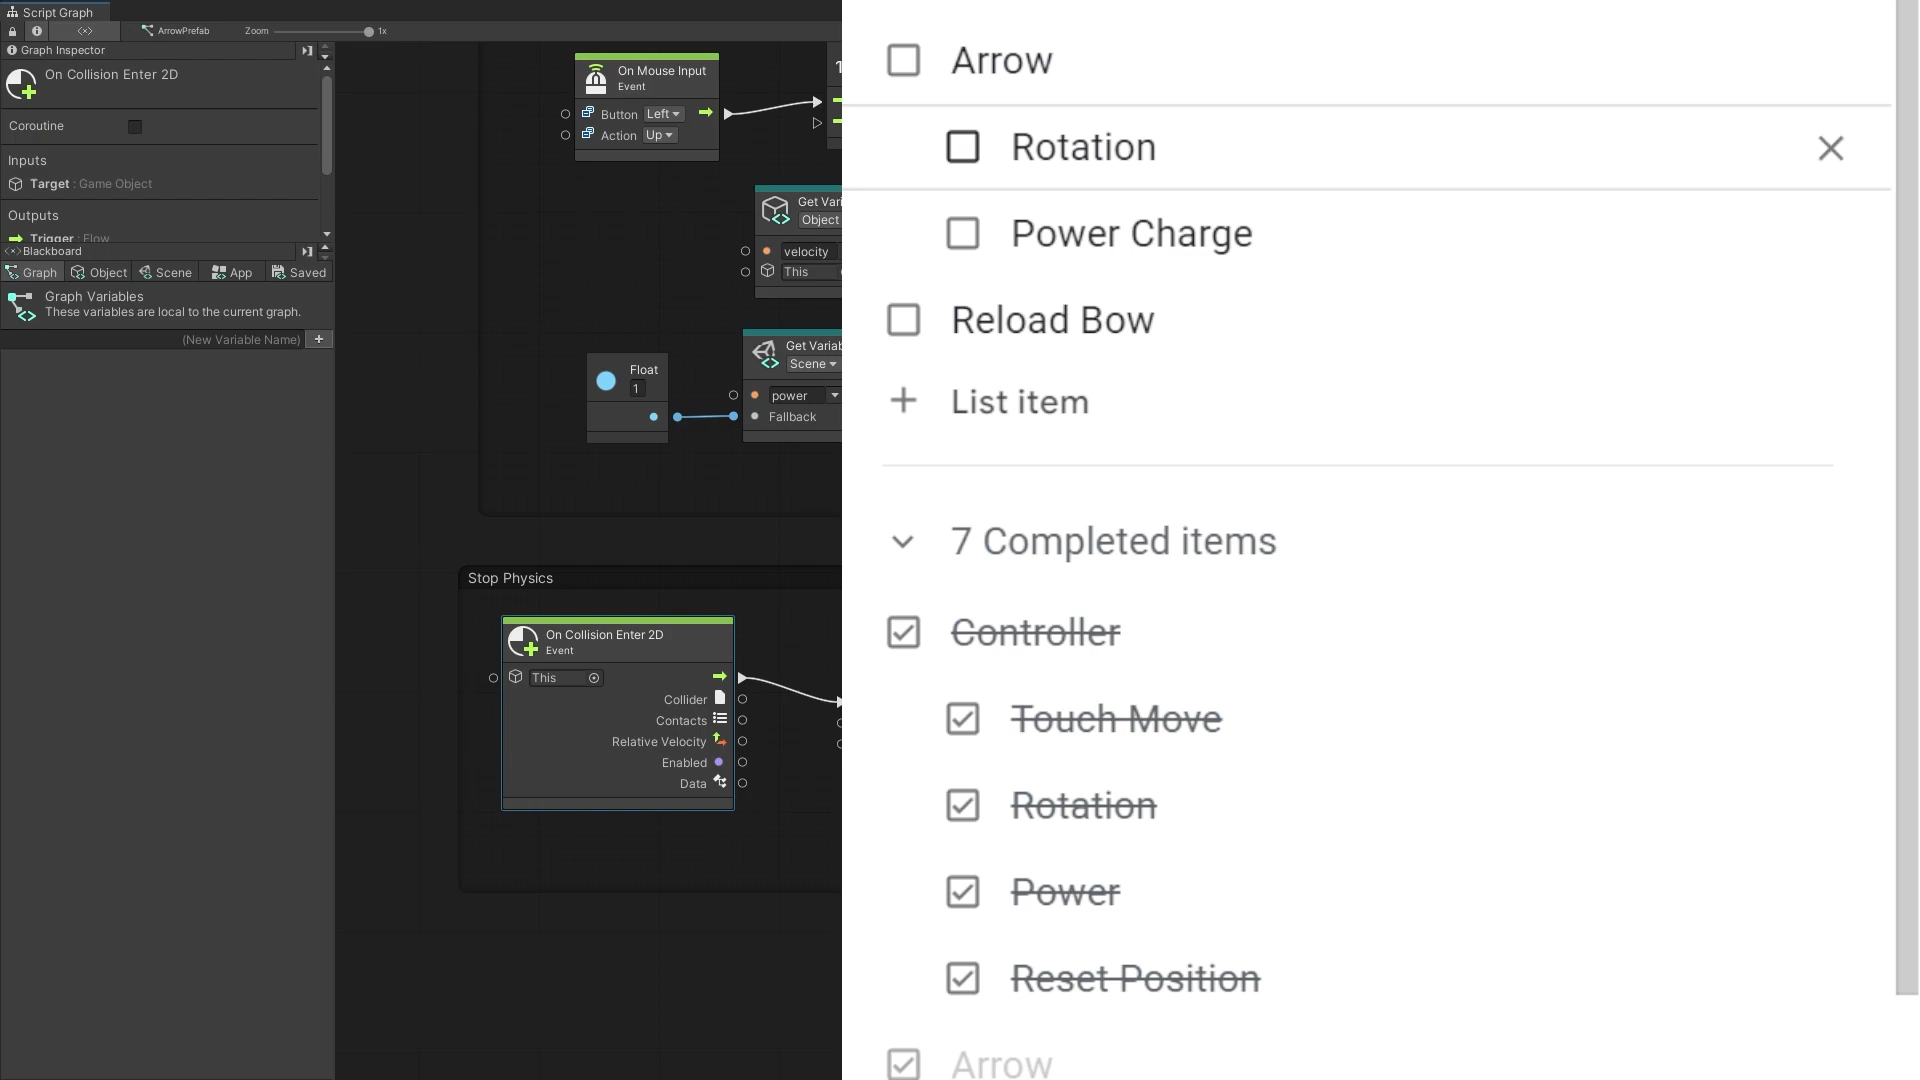 Script Graph
ArrowPrefab
Zoom
1x
Graph Inspector
On Collision Enter 2D
Coroutine
Inputs
Target : Game Object
Outputs
Trigger : Flow
Blackboard
Graph
Object
Scene
App
Saved
Graph Variables
These variables are local to the current graph.
(New Variable Name)
+
On Mouse Input
Event
Button Left
Action Up
Object
velocity
This
Float
1
Scene
power
Fallback
Stop Physics
On Collision Enter 2D
Event
This
Collider
Contacts
Relative Velocity
Enabled
Data
Arrow
Rotation
Power Charge
Reload Bow
+ List item
7 Completed items
Controller
Touch Move
Rotation
Power
Reset Position
Arrow